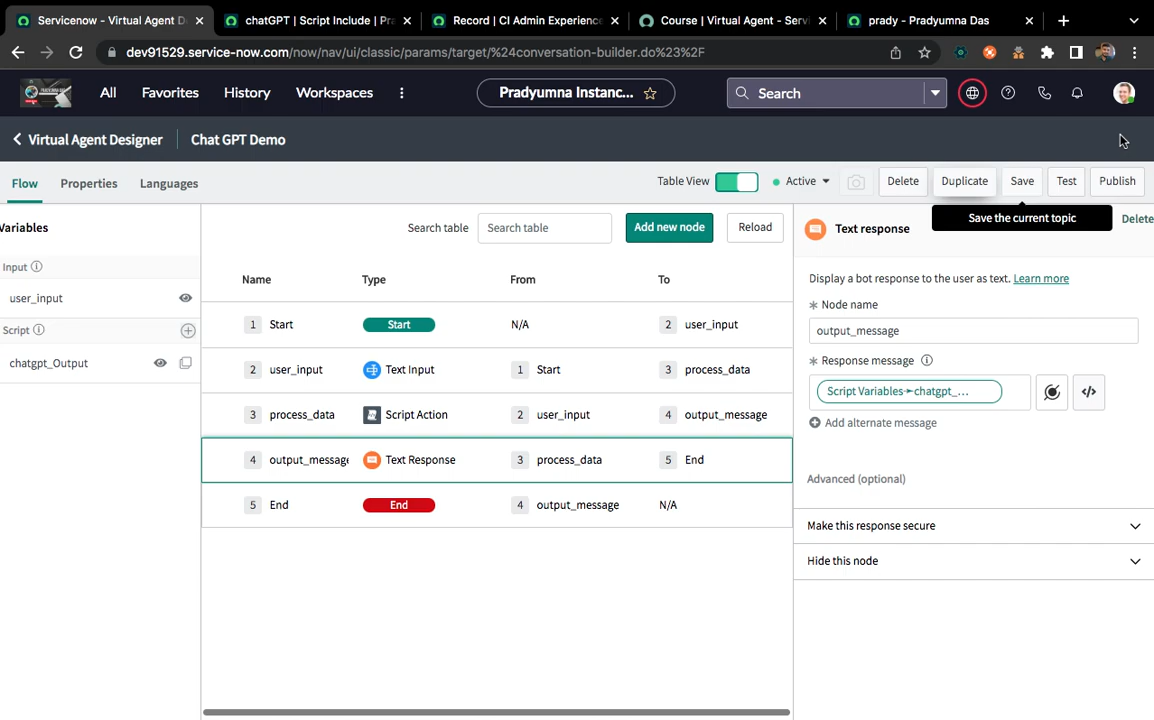 Servicenow - Virtual Agent D
chatGPT | Script Include | Pra
Record | CI Admin Experience
Course | Virtual Agent - Servi
prady - Pradyumna Das
dev91529.service-now.com/now/nav/ui/classic/params/target/%24conversation-builder.do%23%2F
All
Favorites
History
Workspaces
Pradyumna Instanc...
Search
Virtual Agent Designer
Chat GPT Demo
Flow
Properties
Languages
Table View
Active
Delete
Duplicate
Save
Test
Publish
Save the current topic
Variables
Input
user_input
Script
chatgpt_Output
Search table
Search table
Add new node
Reload
Name Type From To
1 Start Start N/A 2 user_input
2 user_input Text Input 1 Start 3 process_data
3 process_data Script Action 2 user_input 4 output_message
4 output_message Text Response 3 process_data 5 End
5 End End 4 output_message N/A
Text response
Delete
Display a bot response to the user as text. Learn more
Node name
output_message
Response message
Script Variables➛chatgpt_...
</>
Add alternate message
Advanced (optional)
Make this response secure
Hide this node